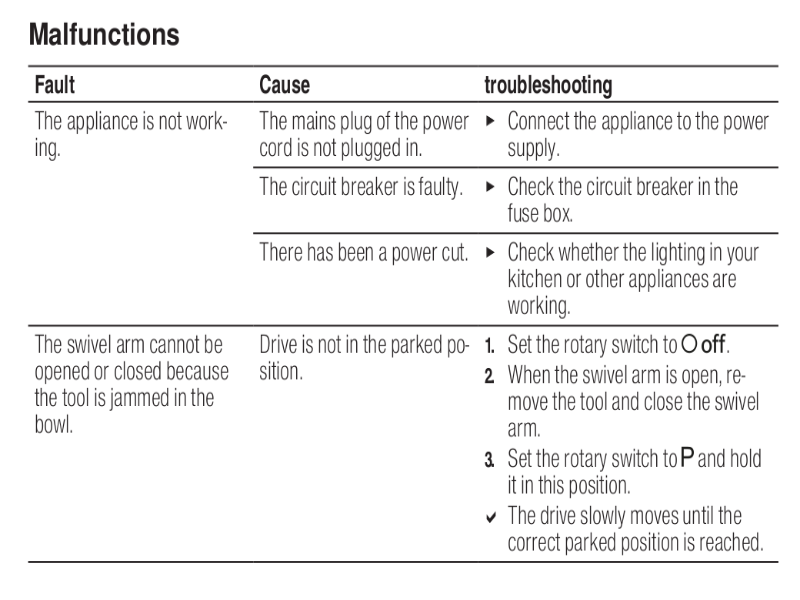 Malfunctions
Fault Cause troubleshooting
The appliance is not work-
ing.
The mains plug of the power
cord is not plugged in.
▶ Connect the appliance to the power
supply.
The circuit breaker is faulty.
▶ Check the circuit breaker in the
fuse box.
There has been a power cut.
▶ Check whether the lighting in your
kitchen or other appliances are
working.
The swivel arm cannot be
opened or closed because
the tool is jammed in the
bowl.
Drive is not in the parked po-
sition.
1. Set the rotary switch to ○ off.
2. When the swivel arm is open, re-
move the tool and close the swivel
arm.
3. Set the rotary switch to P and hold
it in this position.
✓ The drive slowly moves until the
correct parked position is reached.